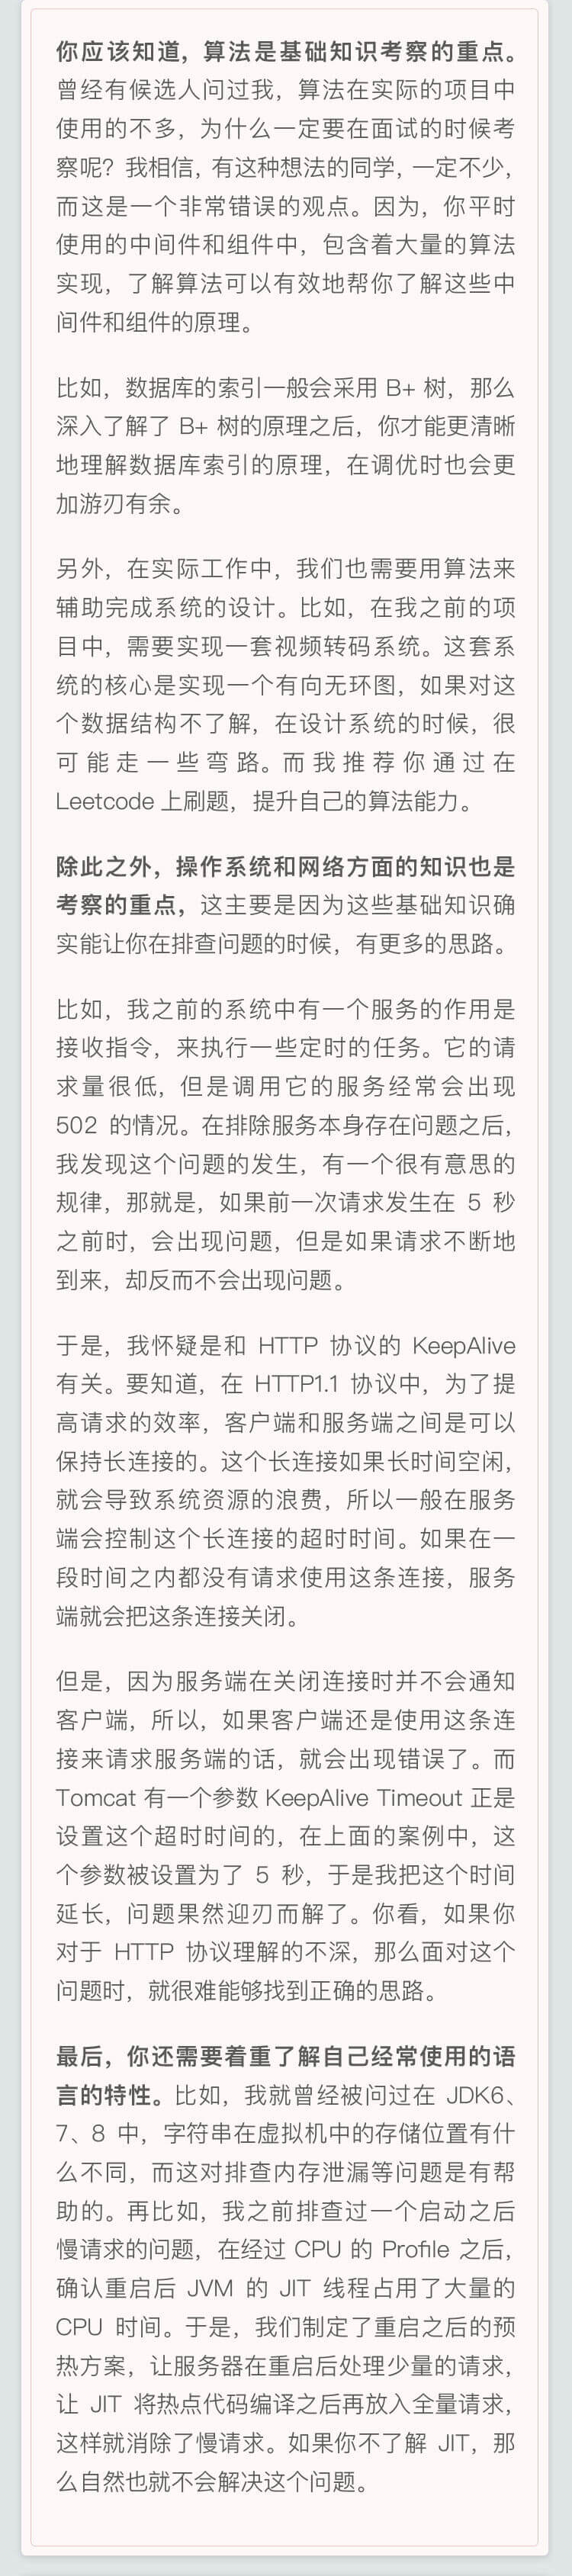 你应该知道，算法是基础知识考察的重点。
曾经有候选人问过我，算法在实际的项目中
使用的不多，为什么一定要在面试的时候考
察呢？我相信，有这种想法的同学，一定不少，
而这是一个非常错误的观点。因为，你平时
使用的中间件和组件中，包含着大量的算法
实现，了解算法可以有效地帮你了解这些中
间件和组件的原理。
比如，数据库的索引一般会采用 B+ 树，那么
深入了解了 B+ 树的原理之后，你才能更清晰
地理解数据库索引的原理，在调优时也会更
加游刃有余。
另外，在实际工作中，我们也需要用算法来
辅助完成系统的设计。比如，在我之前的项
目中，需要实现一套视频转码系统。这套系
统的核心是实现一个有向无环图，如果对这
个数据结构不了解，在设计系统的时候，很
可能走一些弯路。而我推荐你通过在
Leetcode 上刷题，提升自己的算法能力。
除此之外，操作系统和网络方面的知识也是
考察的重点，这主要是因为这些基础知识确
实能让你在排查问题的时候，有更多的思路。
比如，我之前的系统中有一个服务的作用是
接收指令，来执行一些定时的任务。它的请
求量很低，但是调用它的服务经常会出现
502 的情况。在排除服务本身存在问题之后，
我发现这个问题的发生，有一个很有意思的
规律，那就是，如果前一次请求发生在 5 秒
之前时，会出现问题，但是如果请求不断地
到来，却反而不会出现问题。
于是，我怀疑是和 HTTP 协议的 KeepAlive
有关。要知道，在 HTTP1.1 协议中，为了提
高请求的效率，客户端和服务端之间是可以
保持长连接的。这个长连接如果长时间空闲，
就会导致系统资源的浪费，所以一般在服务
端会控制这个长连接的超时时间。如果在一
段时间之内都没有请求使用这条连接，服务
端就会把这条连接关闭。
但是，因为服务端在关闭连接时并不会通知
客户端，所以，如果客户端还是使用这条连
接来请求服务端的话，就会出现错误了。而
Tomcat 有一个参数 KeepAlive Timeout 正是
设置这个超时时间的，在上面的案例中，这
个参数被设置为了 5 秒，于是我把这个时间
延长，问题果然迎刃而解了。你看，如果你
对于 HTTP 协议理解的不深，那么面对这个
问题时，就很难能够找到正确的思路。
最后，你还需要着重了解自己经常使用的语
言的特性。比如，我就曾经被问过在 JDK6、
7、8 中，字符串在虚拟机中的存储位置有什
么不同，而这对排查内存泄漏等问题是有帮
助的。再比如，我之前排查过一个启动之后
慢请求的问题，在经过 CPU 的 Profile 之后，
确认重启后 JVM 的 JIT 线程占用了大量的
CPU 时间。于是，我们制定了重启之后的预
热方案，让服务器在重启后处理少量的请求，
让 JIT 将热点代码编译之后再放入全量请求，
这样就消除了慢请求。如果你不了解 JIT，那
么自然也就不会解决这个问题。